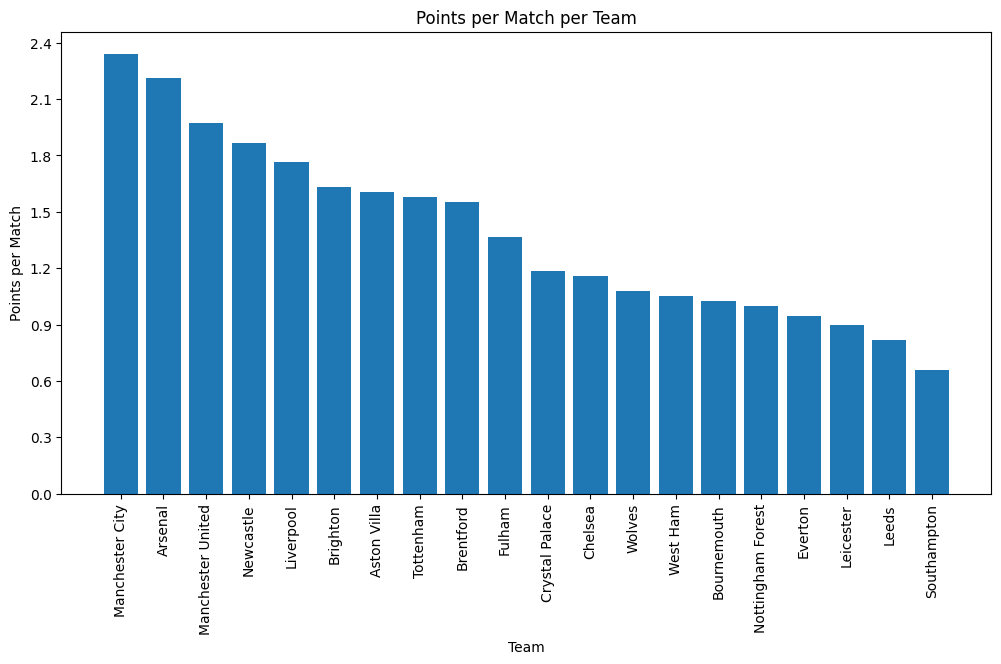 Points per Match per Team
Points per Match
2.4
2.1
1.8
1.5
1.2
0.9
0.6
0.3
0.0
Manchester City
Arsenal
Manchester United
Newcastle
Liverpool
Brighton
Aston Villa
Tottenham
Brentford
Fulham
Crystal Palace
Chelsea
Wolves
West Ham
Bournemouth
Nottingham Forest
Everton
Leicester
Leeds
Southampton
Team